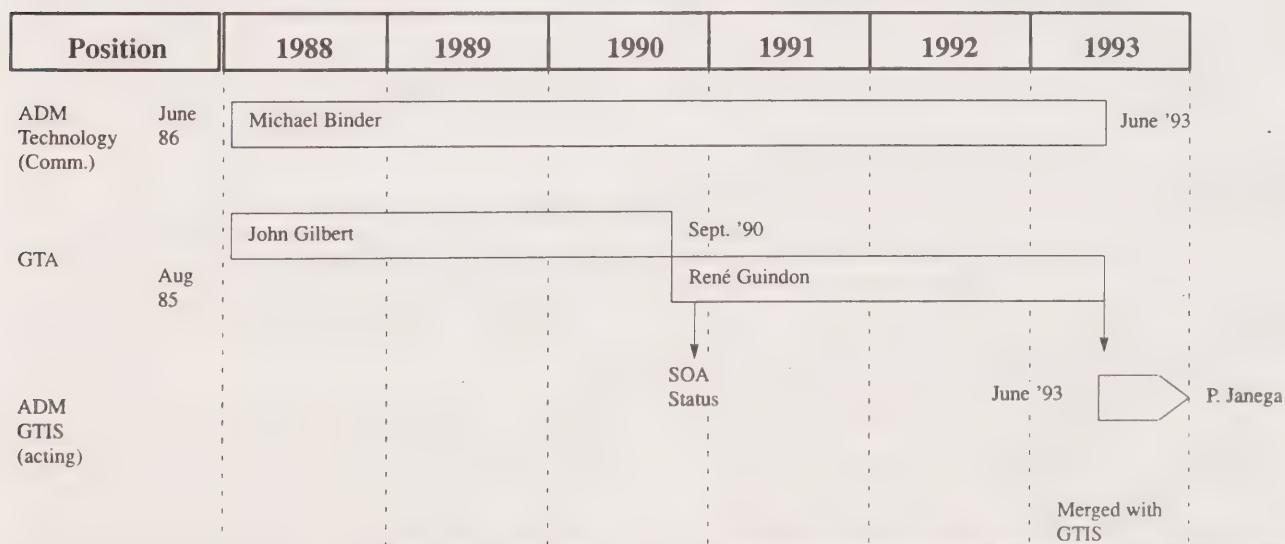 Position 1988 1989 1990 1991 1992 1993
ADM June
Technology 86
(Comm.)
Michael Binder
June '93
John Gilbert
Sept. '90
GTA
Aug
85
René Guindon
SOA
Status
June '93
P. Janega
ADM
GTIS
(acting)
Merged with
GTIS